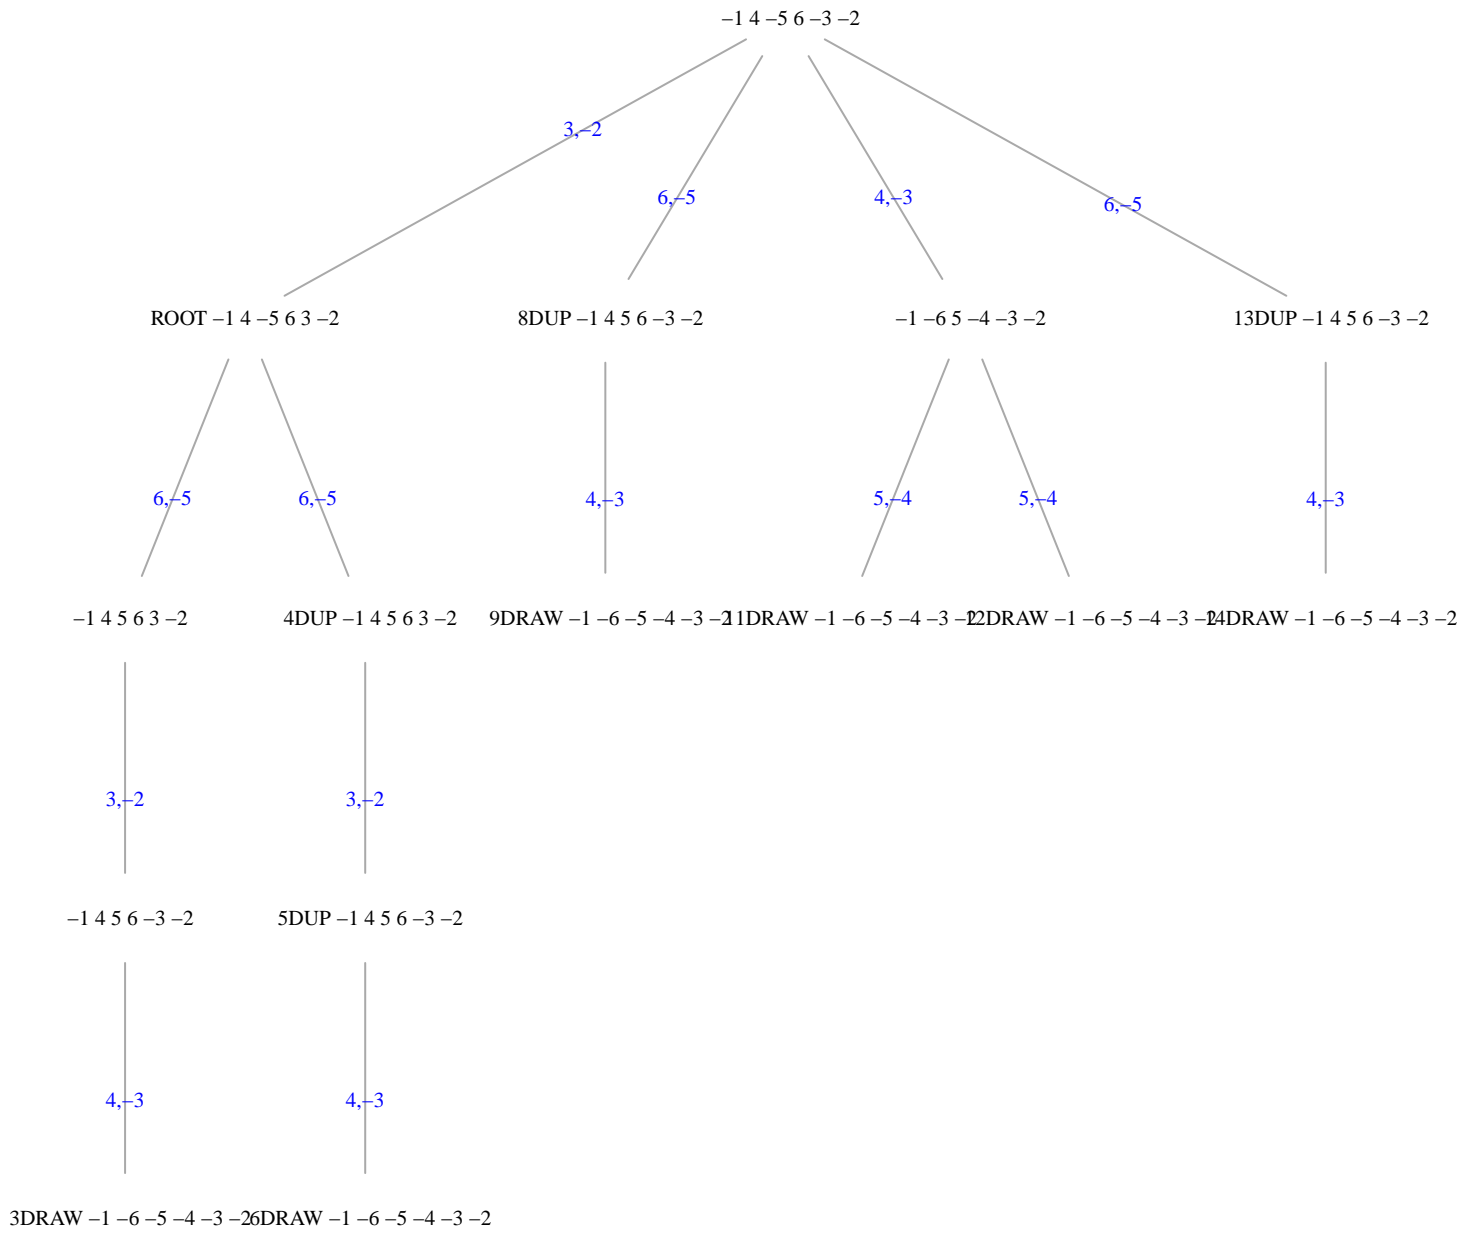 –1 4 –5 6 –3 –2
3,–2
6,–5
4,–3
6,–5
ROOT –1 4 –5 6 3 –2
8DUP –1 4 5 6 –3 –2
–1 –6 5 –4 –3 –2
13DUP –1 4 5 6 –3 –2
6,–5
6,–5
4,–3
5,–4
5,–4
4,–3
–1 4 5 6 3 –2
4DUP –1 4 5 6 3 –2
9DRAW –1 –6 –5 –4 –3 –2
11DRAW –1 –6 –5 –4 –3 –2
12DRAW –1 –6 –5 –4 –3 –2
14DRAW –1 –6 –5 –4 –3 –2
3,–2
3,–2
–1 4 5 6 –3 –2
5DUP –1 4 5 6 –3 –2
4,–3
4,–3
3DRAW –1 –6 –5 –4 –3 –2
6DRAW –1 –6 –5 –4 –3 –2